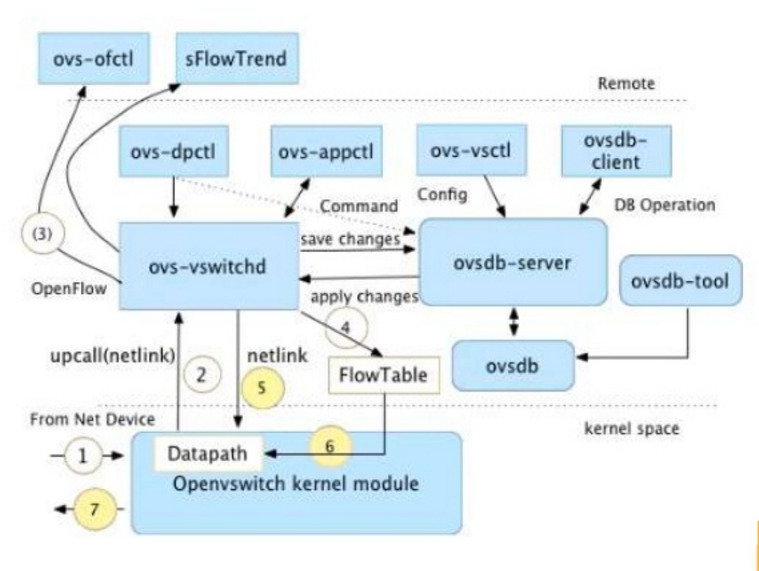 ovs-ofctl
sFlowTrend
Remote
ovs-dpctl
ovs-appctl
ovs-vsctl
ovsdb-
client
Command
Config
DB Operation
(3)
save changes
ovs-vswitchd
ovsdb-server
ovsdb-tool
OpenFlow
apply changes
4
upcall(netlink)
2
netlink
5
FlowTable
ovsdb
From Net Device
kernel space
1
Datapath
6
Openvswitch kernel module
7